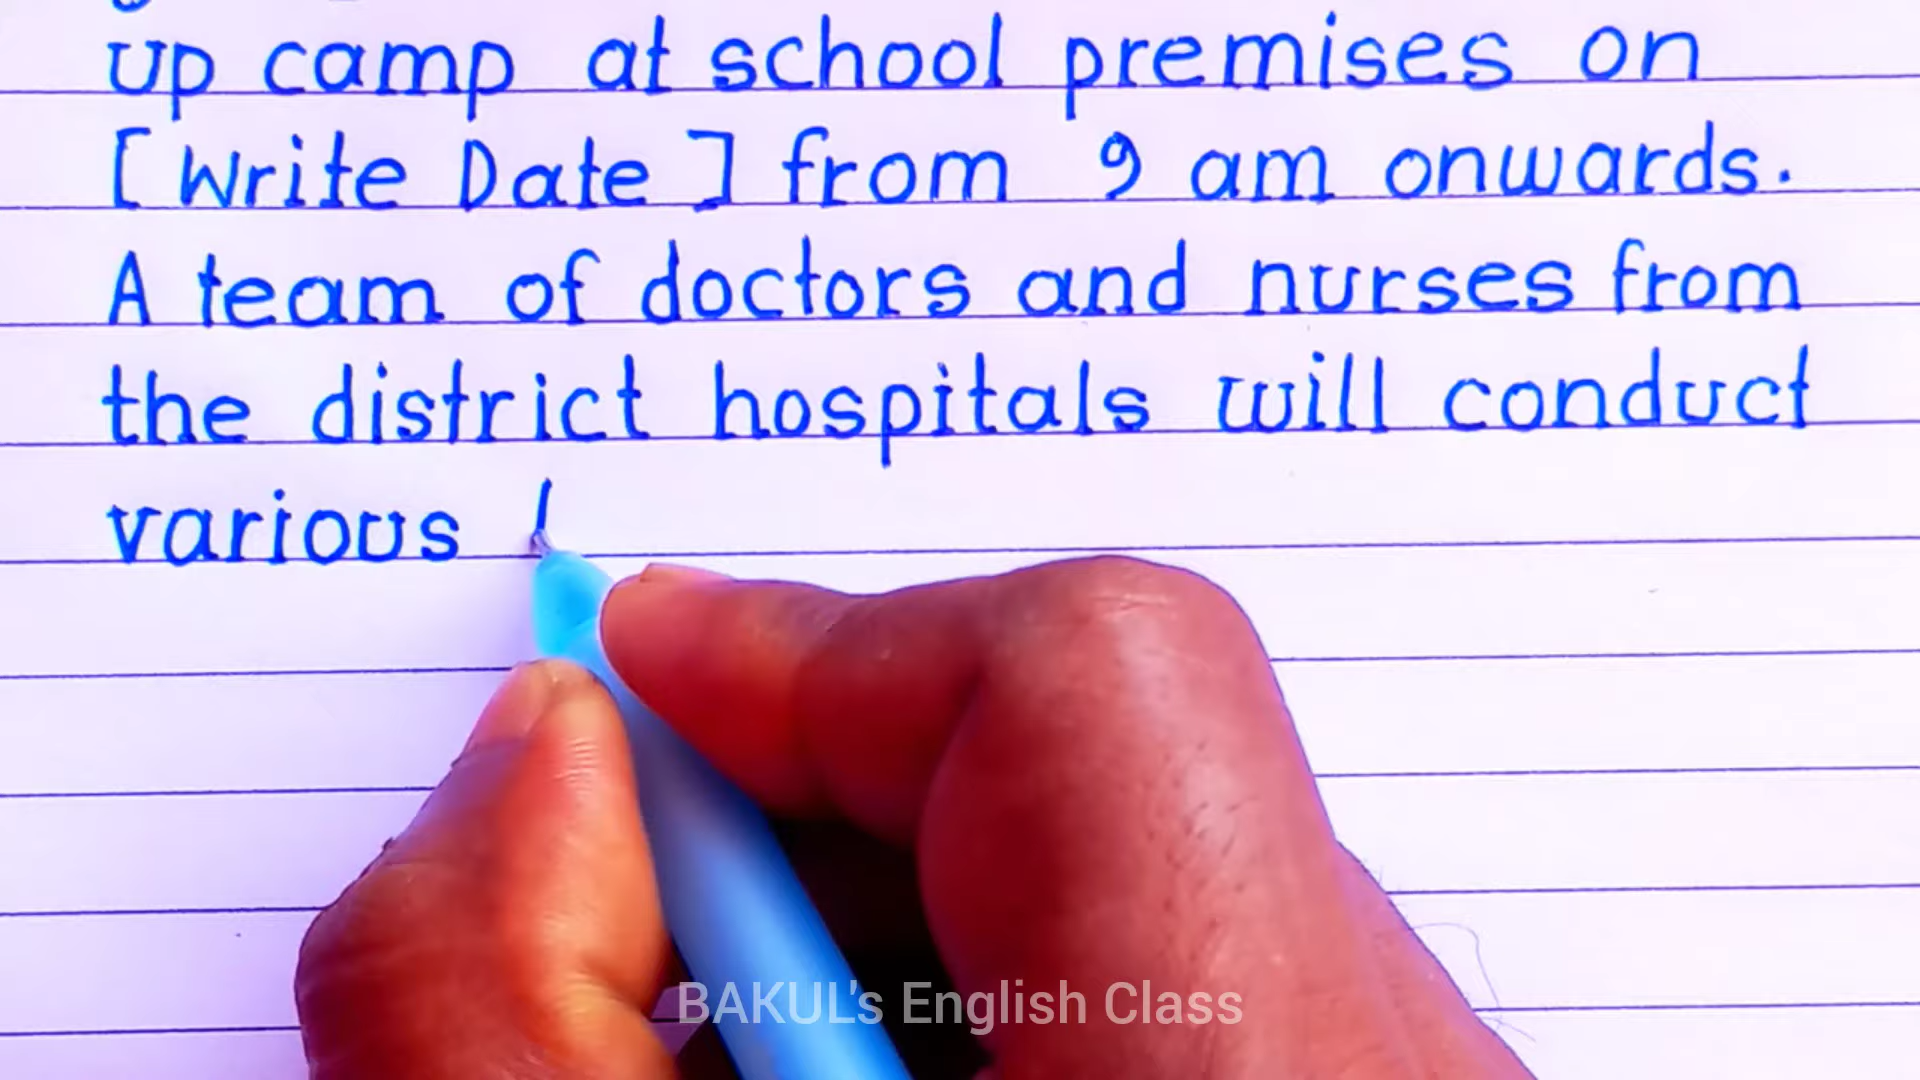 up camp at school premises on
[Write Date] from 9 am onwards.
A team of doctors and nurses from
the district hospitals will conduct
various
BAKUL's English Class